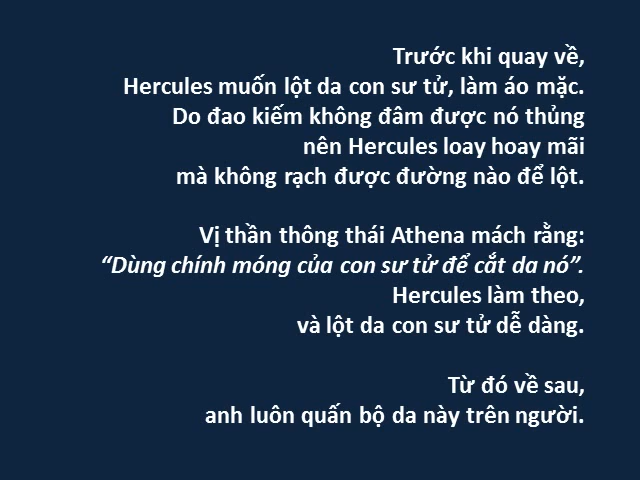 Trước khi quay về,
Hercules muốn lột da con sư tử, làm áo mặc.
Do đao kiếm không đâm được nó thủng
nên Hercules loay hoay mãi
mà không rạch được đường nào để lột.
Vị thần thông thái Athena mách rằng:
“Dùng chính móng của con sư tử để cắt da nó”.
Hercules làm theo,
và lột da con sư tử dễ dàng.
Từ đó về sau,
anh luôn quấn bộ da này trên người.